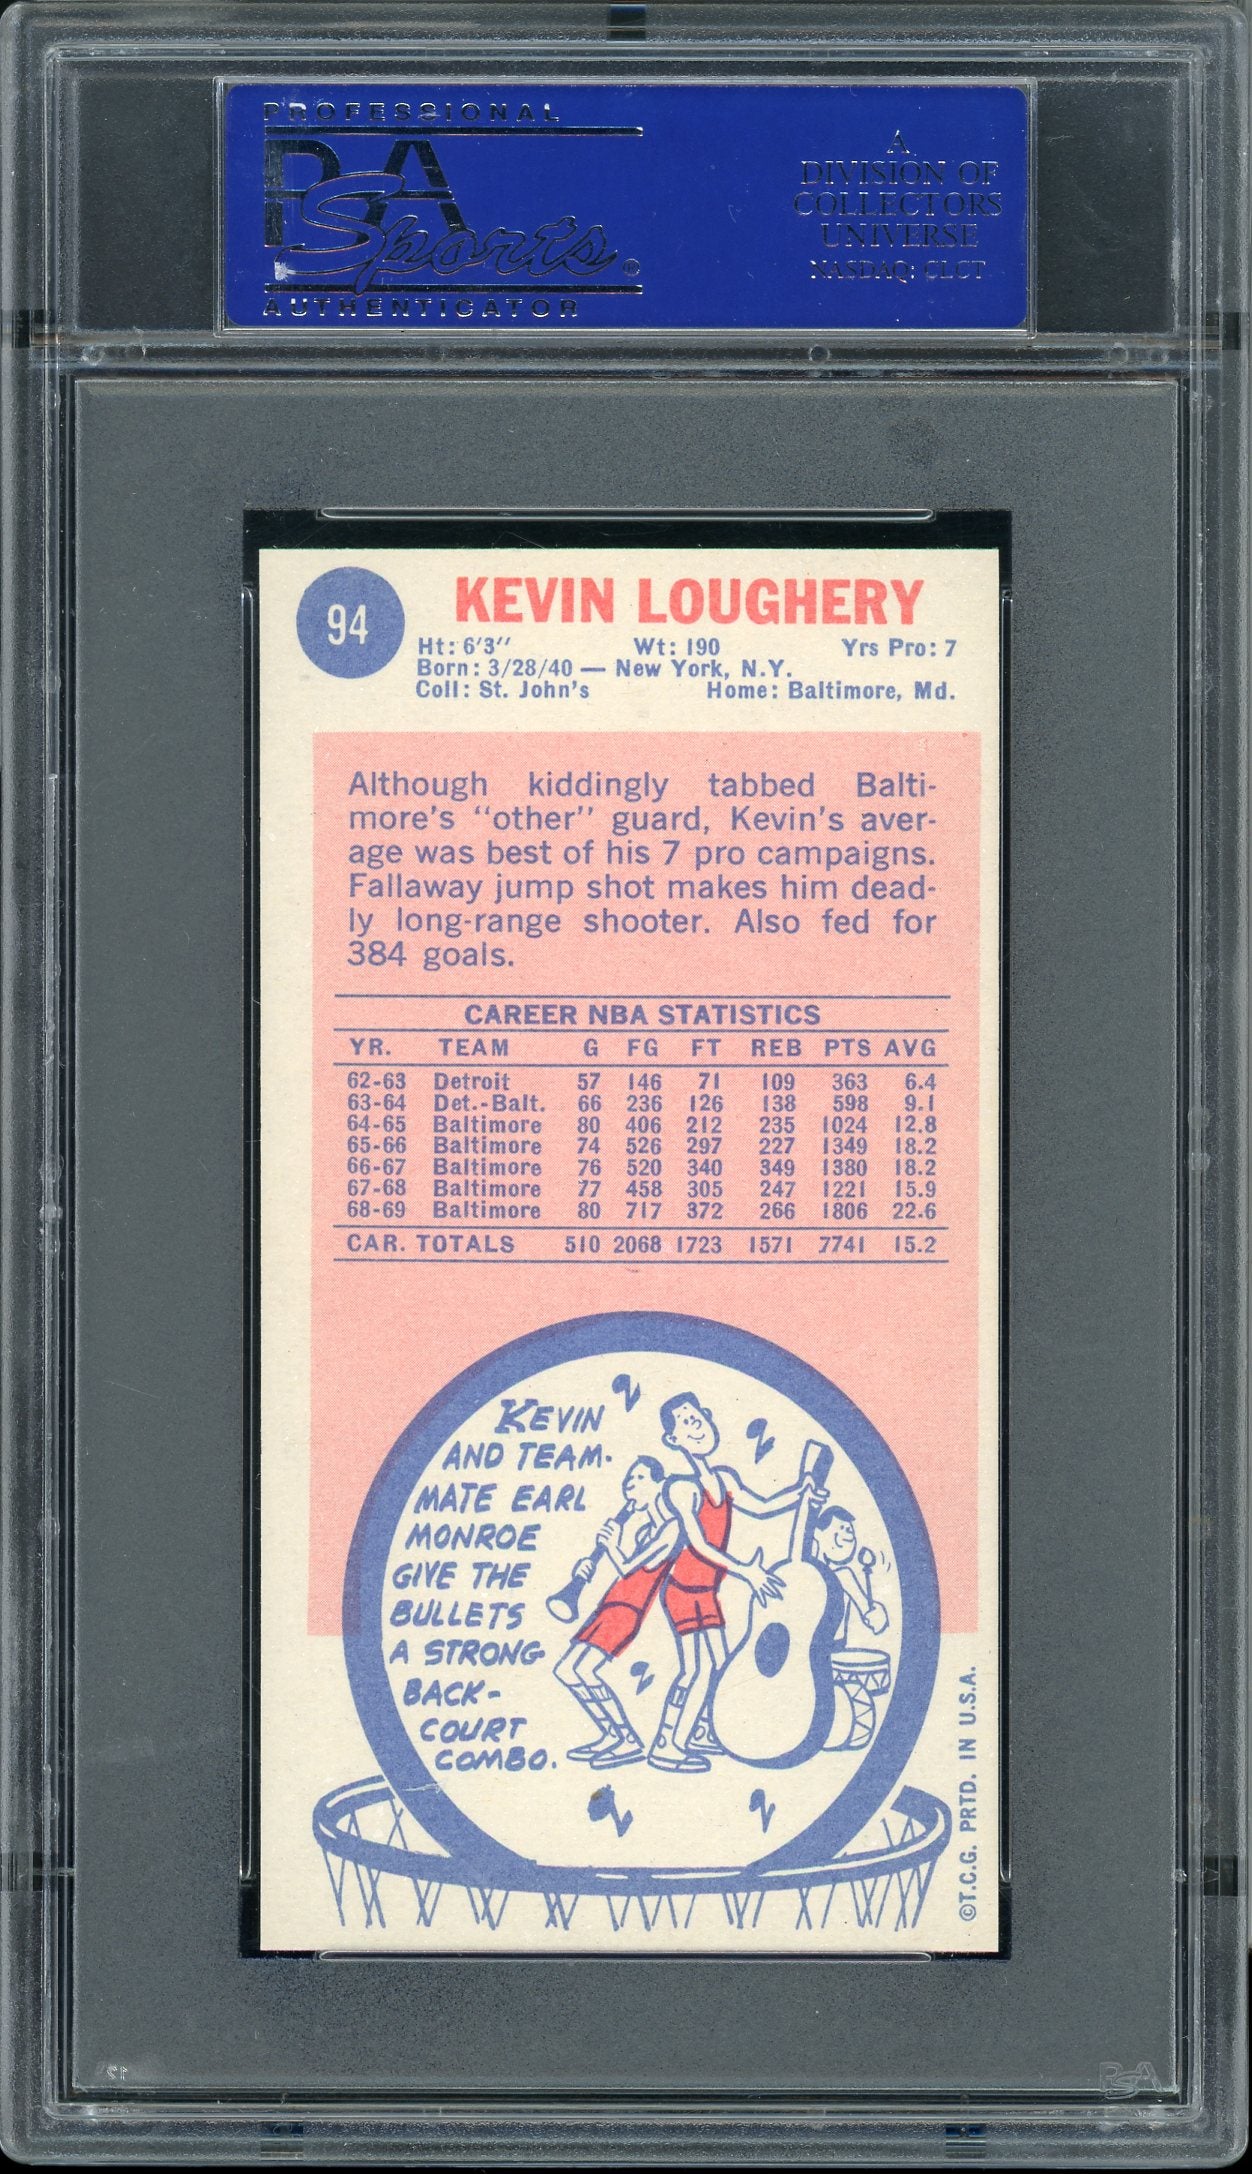 PROFESSIONAL
PSA
Sports®
AUTHENTICATOR
A
DIVISION OF
COLLECTORS
UNIVERSE
NASDAQ: CLCT
94
KEVIN LOUGHERY
Ht: 6'3" Wt: 190 Yrs Pro: 7
Born: 3/28/40 — New York, N.Y.
Coll: St. John's Home: Baltimore, Md.
Although kiddingly tabbed Balti-
more's "other" guard, Kevin's aver-
age was best of his 7 pro campaigns.
Fallaway jump shot makes him dead-
ly long-range shooter. Also fed for
384 goals.
CAREER NBA STATISTICS
YR. TEAM G FG FT REB PTS AVG
62-63 Detroit 57 146 71 109 363 6.4
63-64 Det.-Balt. 66 236 126 138 598 9.1
64-65 Baltimore 80 406 212 235 1024 12.8
65-66 Baltimore 74 526 297 227 1349 18.2
66-67 Baltimore 76 520 340 349 1380 18.2
67-68 Baltimore 77 458 305 247 1221 15.9
68-69 Baltimore 80 717 372 266 1806 22.6
CAR. TOTALS 510 2068 1723 1571 7741 15.2
KEVIN
AND TEAM-
MATE EARL
MONROE
GIVE THE
BULLETS
A STRONG
BACK-
COURT
COMBO.
©T.C.G. PRTD. IN U.S.A.
PSA